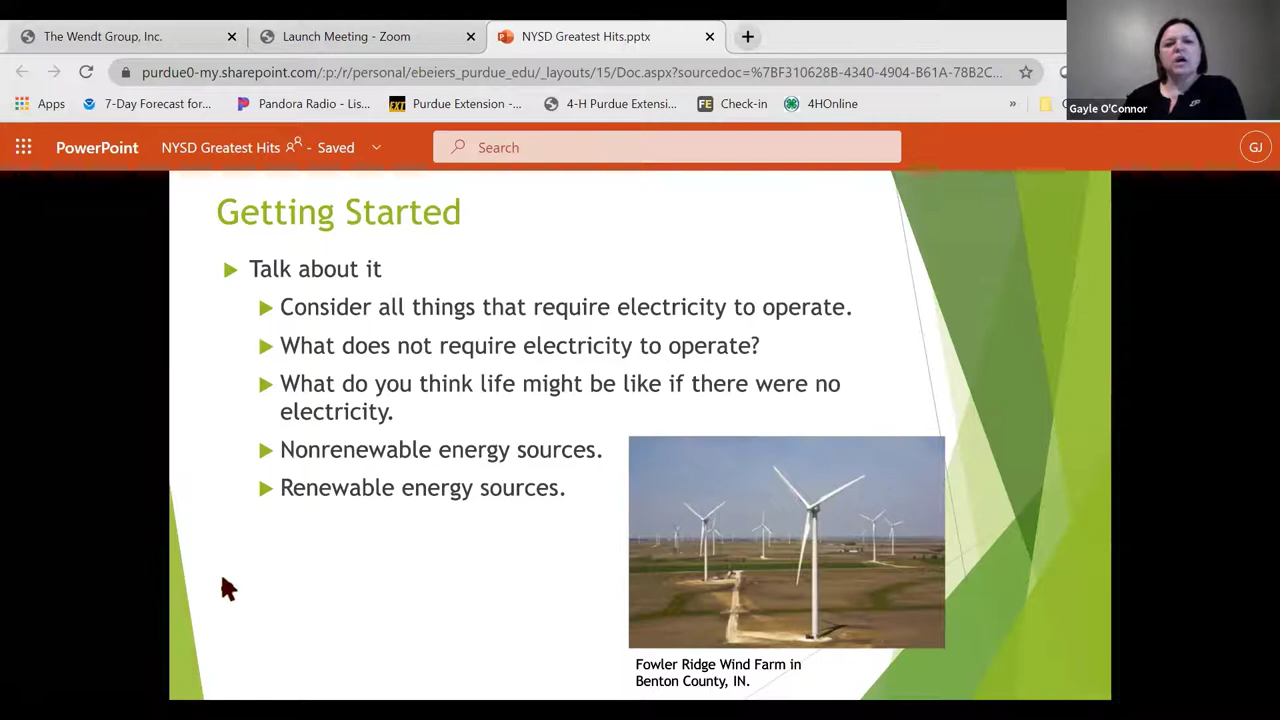 The Wendt Group, Inc.
Launch Meeting - Zoom
NYSD Greatest Hits.pptx
purdue0-my.sharepoint.com/:p:/r/personal/ebeiers_purdue_edu/_layouts/15/Doc.aspx?sourcedoc=%7BF310628B-4340-4904-B61A-78B2C...
Apps
7-Day Forecast for...
Pandora Radio - Lis...
EXT
Purdue Extension -...
4-H Purdue Extensi...
FE
Check-in
4HOnline
»
Gayle O'Connor
PowerPoint
NYSD Greatest Hits - Saved
Search
GJ
Getting Started
Talk about it
Consider all things that require electricity to operate.
What does not require electricity to operate?
What do you think life might be like if there were no
electricity.
Nonrenewable energy sources.
Renewable energy sources.
Fowler Ridge Wind Farm in
Benton County, IN.